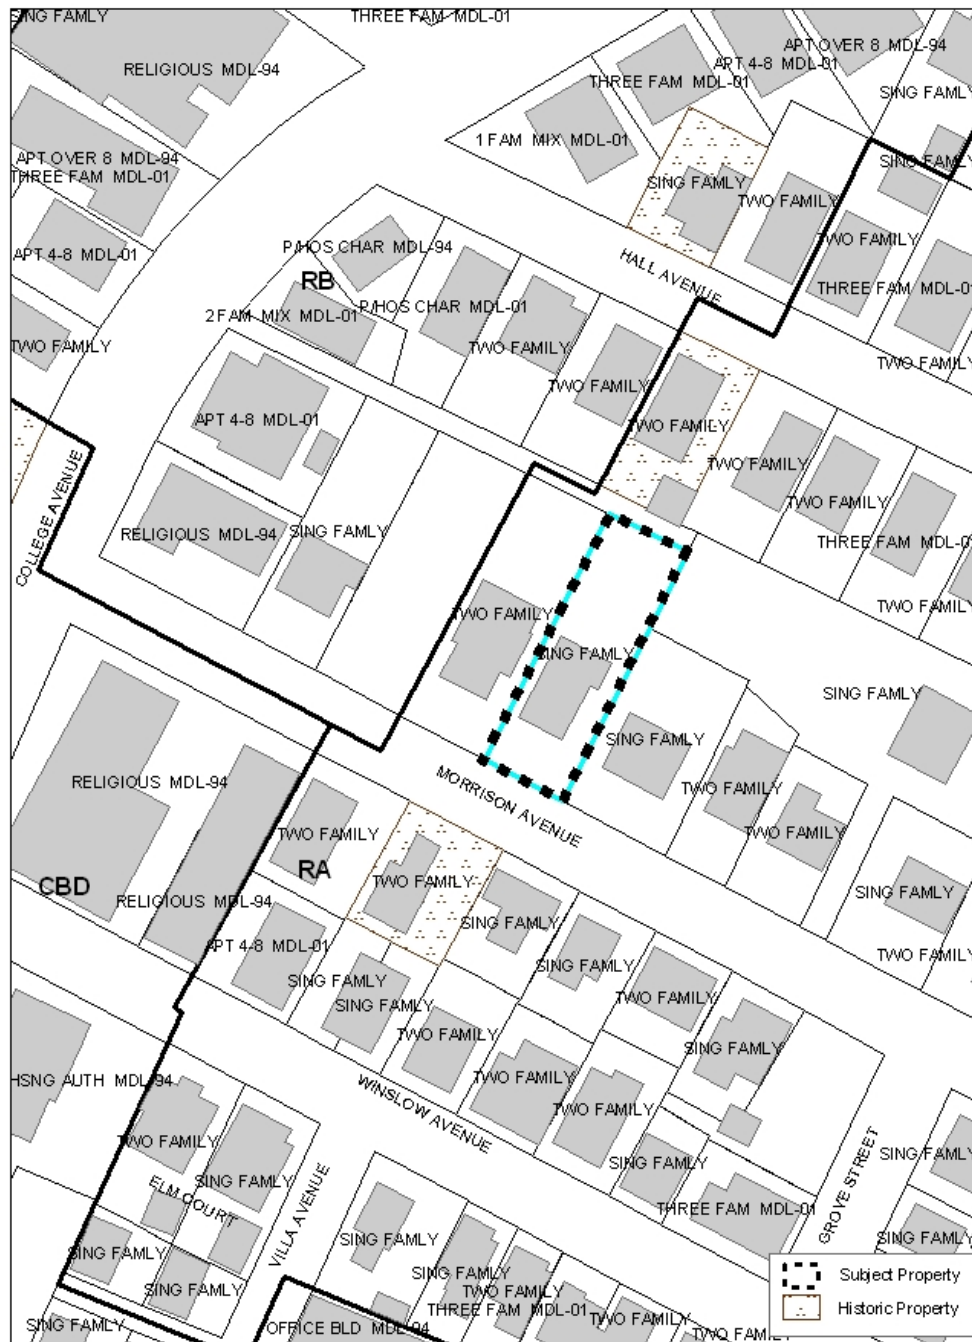 SING FAMLY
THREE FAM MDL-01
RELIGIOUS MDL-94
APT OVER 8 MDL-94
APT 4-8 MDL-01
THREE FAM MDL-01
SING FAMLY
1 FAM MIX MDL-01
APT OVER 8 MDL-94
THREE FAM MDL-01
SING FAMLY
SING FAMLY
TWO FAMILY
APT 4-8 MDL-01
P/HOS CHAR MDL-94
TWO FAMILY
HALL AVENUE
RB
THREE FAM MDL-01
P/HOS CHAR MDL-01
2 FAM MIX MDL-01
TWO FAMILY
TWO FAMILY
TWO FAMILY
TWO FAMILY
APT 4-8 MDL-01
TWO FAMILY
TWO FAMILY
COLLEGE AVENUE
TWO FAMILY
RELIGIOUS MDL-94
SING FAMLY
THREE FAM MDL-0
TWO FAMILY
TWO FAMILY
SING FAMLY
SING FAMLY
SING FAMLY
RELIGIOUS MDL-94
MORRISON AVENUE
TWO FAMILY
TWO FAMILY
TWO FAMILY
RA
TWO FAMILY
CBD
SING FAMLY
RELIGIOUS MDL-94
SING FAMLY
APT 4-8 MDL-01
TWO FAMILY
SING FAMLY
SING FAMLY
TWO FAMILY
SING FAMLY
TWO FAMILY
SING FAMLY
HSNG AUTH MDL-94
TWO FAMILY
WINSLOW AVENUE
TWO FAMILY
TWO FAMILY
SING FAMLY
SING FAMLY
SING FAMLY
ELM COURT
VILLA AVENUE
THREE FAM MDL-01
GROVE STREET
SING FAMLY
SING FAMLY
SING FAMLY
SING FAMLY
SING FAMLY
TWO FAMILY
THREE FAM MDL-01
TWO FAMILY
SING FAMLY
OFFICE BLD MDL-94
TWO FAMILY
Subject Property
Historic Property